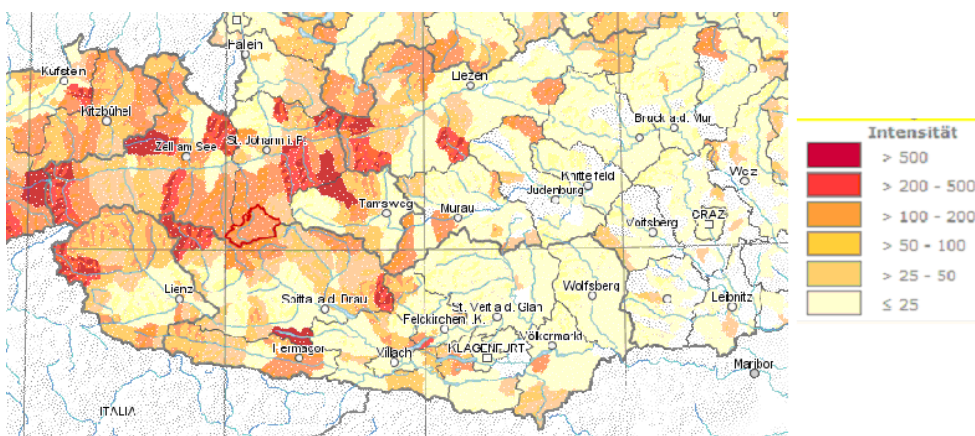 Halein
Kufstein
Liezen
Kitzbühel
Bruck a.d. Mur
St. Johann i. P.
Zell am See
Knittelfeld
Weiz
Judenburg
Tamsweg
Murau
GRAZ
Voitsberg
Lienz
Wolfsberg
Spittal a.d. Drau
Leibnitz
St. Veit a.d. Glan
Feldkirchen i.K.
Völkermarkt
Hermagor
Villach
KLAGENFURT
Maribor
ITALIA
Intensität
> 500
> 200 - 500
> 100 - 200
> 50 - 100
> 25 - 50
≤ 25